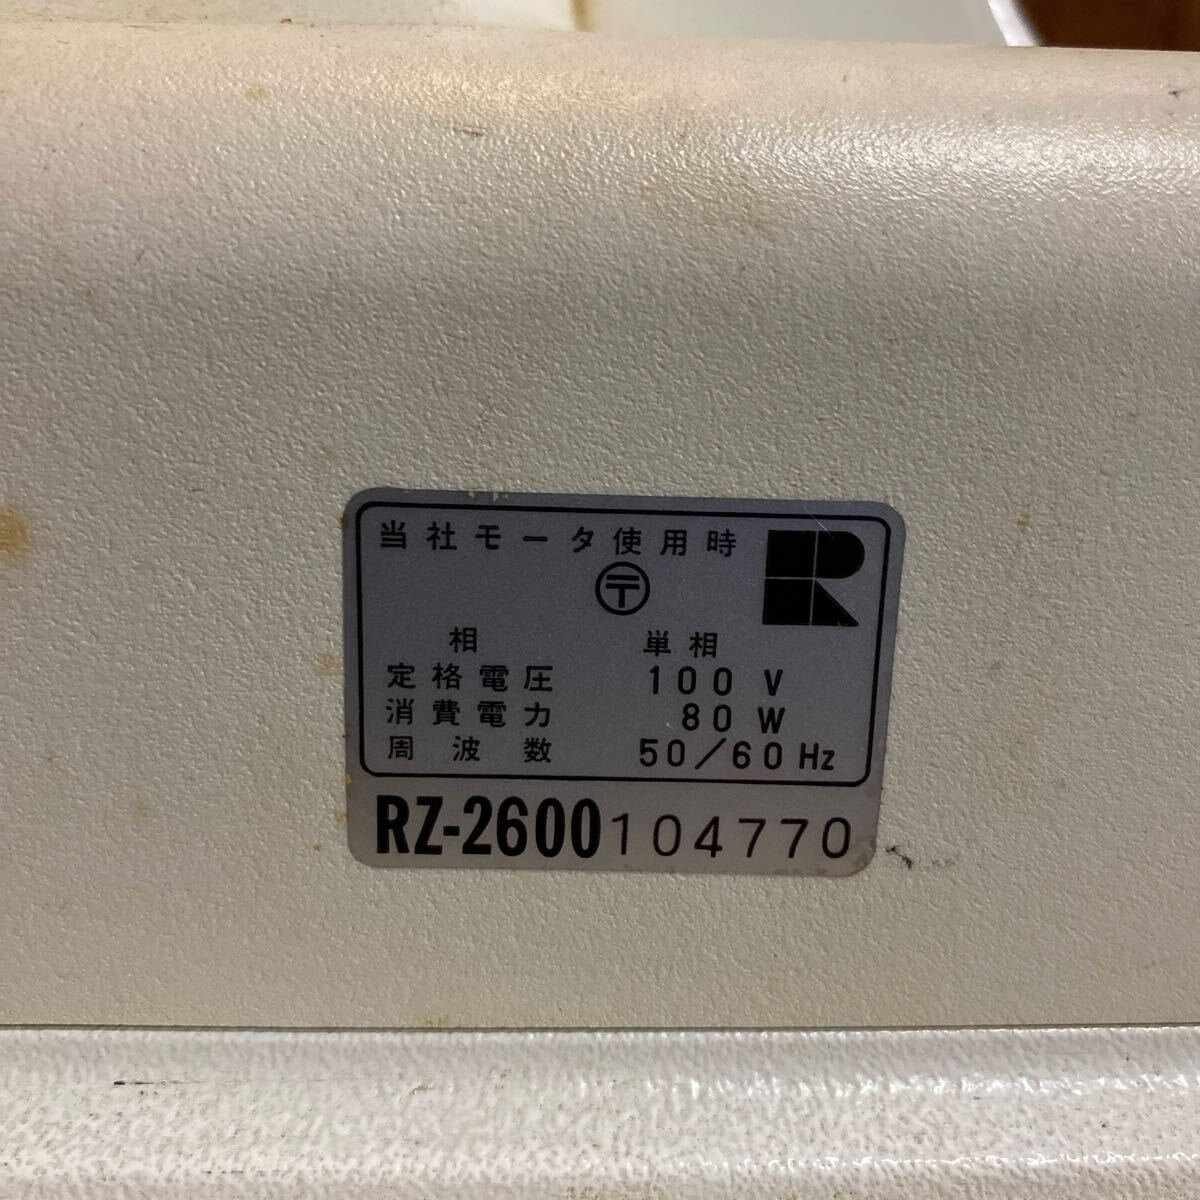 当社モータ使用時
〒
R
相 単相
定格電圧 100 V
消費電力 80 W
周波数 50/60 Hz
RZ-2600 104770